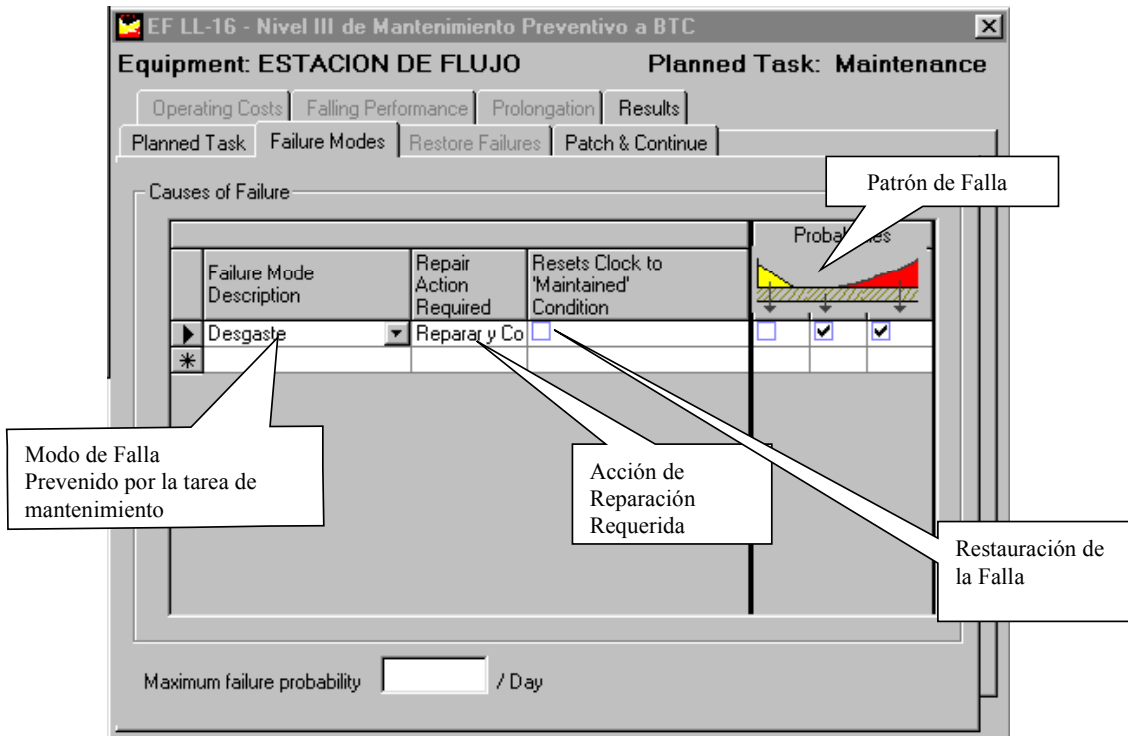 EF LL-16 - Nivel III de Mantenimiento Preventivo a BTC
Equipment: ESTACION DE FLUJO Planned Task: Maintenance
Operating Costs Falling Performance Prolongation Results
Planned Task Failure Modes Restore Failures Patch & Continue
Patrón de Falla
Causes of Failure
Failure Mode
Description
Repair
Action
Required
Resets Clock to
'Maintained'
Condition
Desgaste
Reparar y Co
Modo de Falla
Prevenido por la tarea de
mantenimiento
Acción de
Reparación
Requerida
Restauración de
la Falla
Maximum failure probability / Day